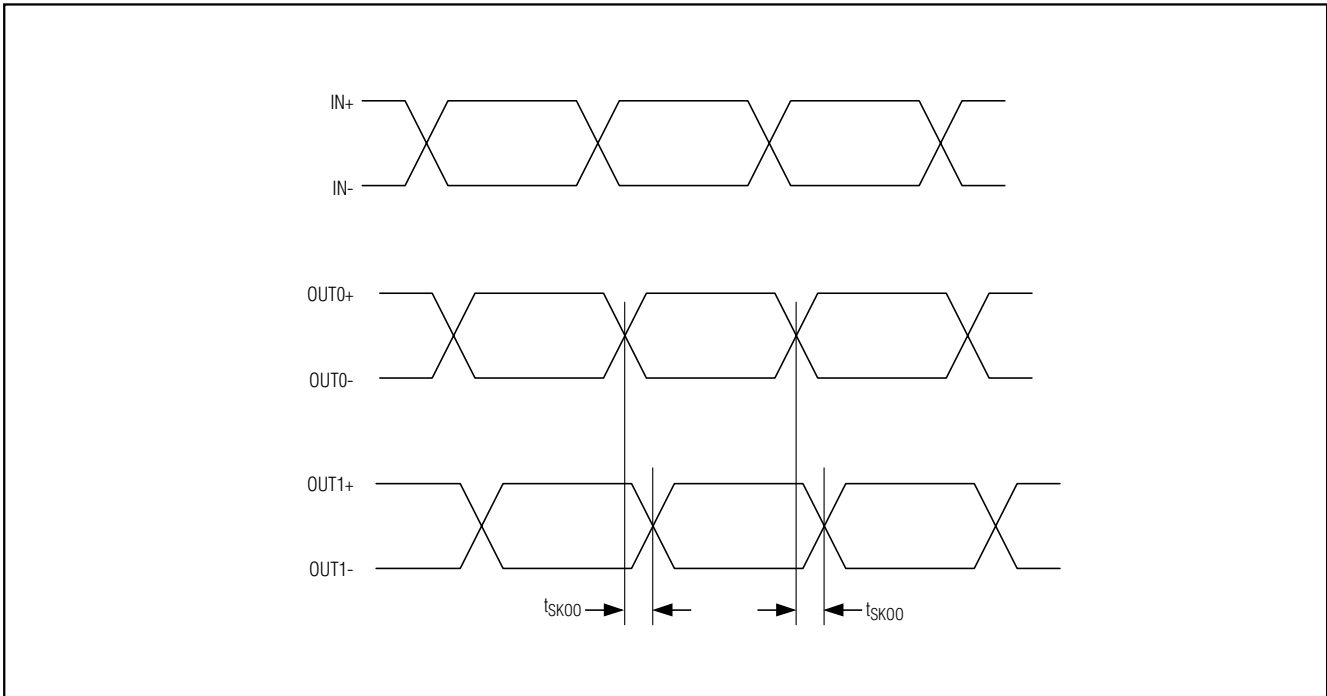 IN+
IN-
OUT0+
OUT0-
OUT1+
OUT1-
tSKOO
tSKOO